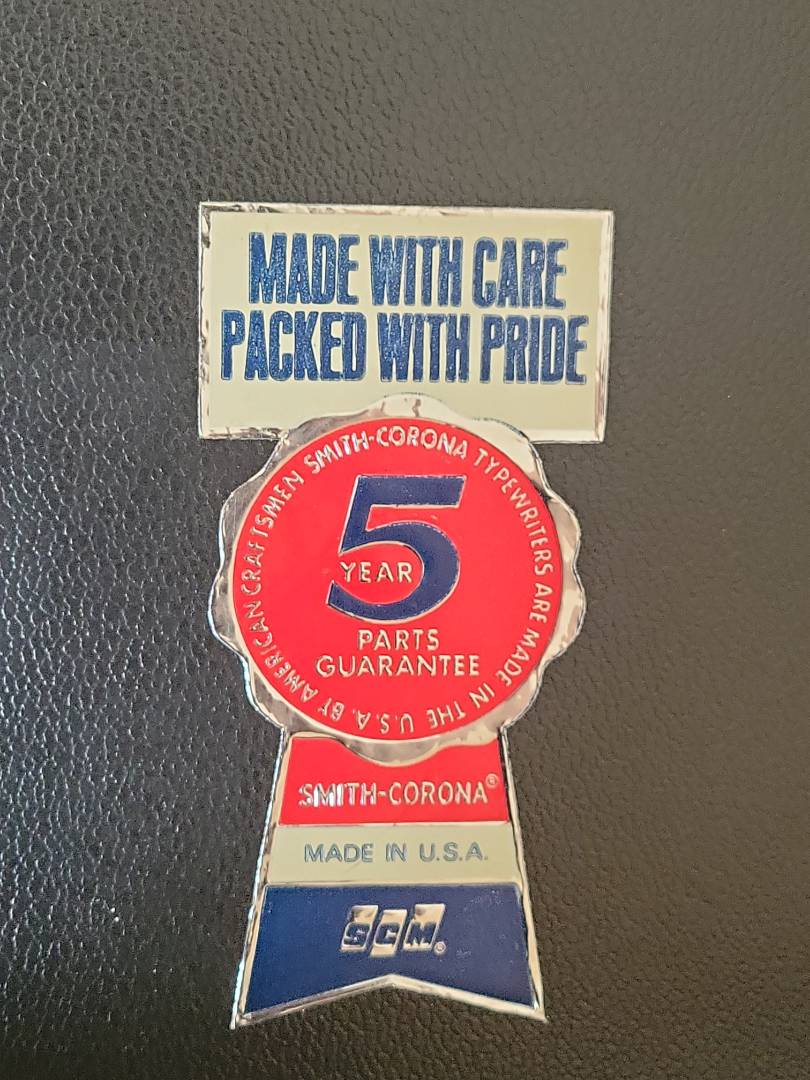 MADE WITH CARE
PACKED WITH PRIDE
SMITH-CORONA TYPEWRITERS ARE MADE IN THE U.S.A. BY AMERICAN CRAFTSMEN
5
YEAR
PARTS
GUARANTEE
SMITH-CORONA®
MADE IN U.S.A.
SCM®